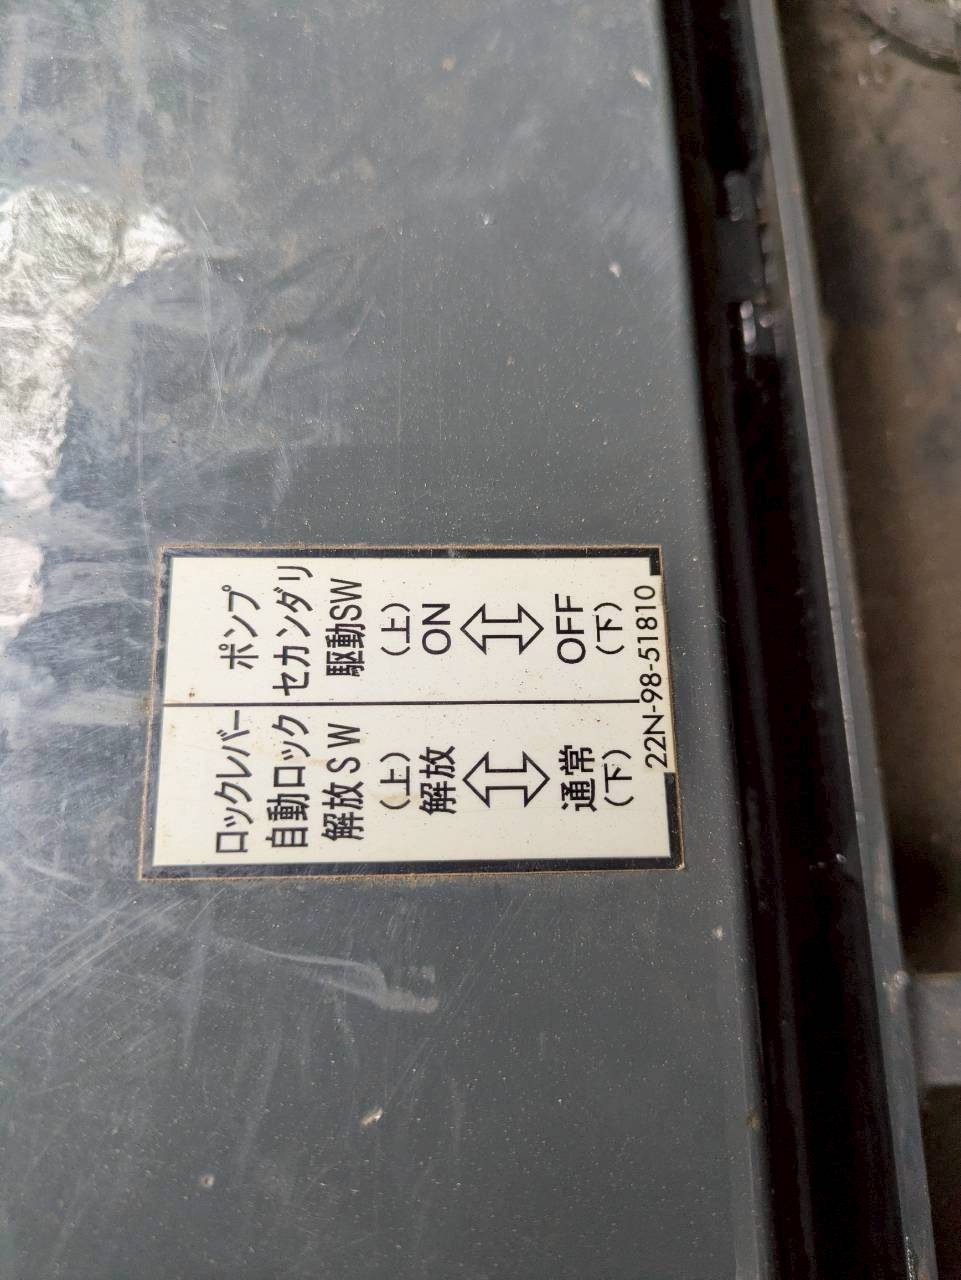 ロックレバー
自動ロック
解放SW
(上)
解放
通常
(下)
ポンプ
セカンダリ
駆動SW
(上)
ON
OFF
(下)
22N-98-51810